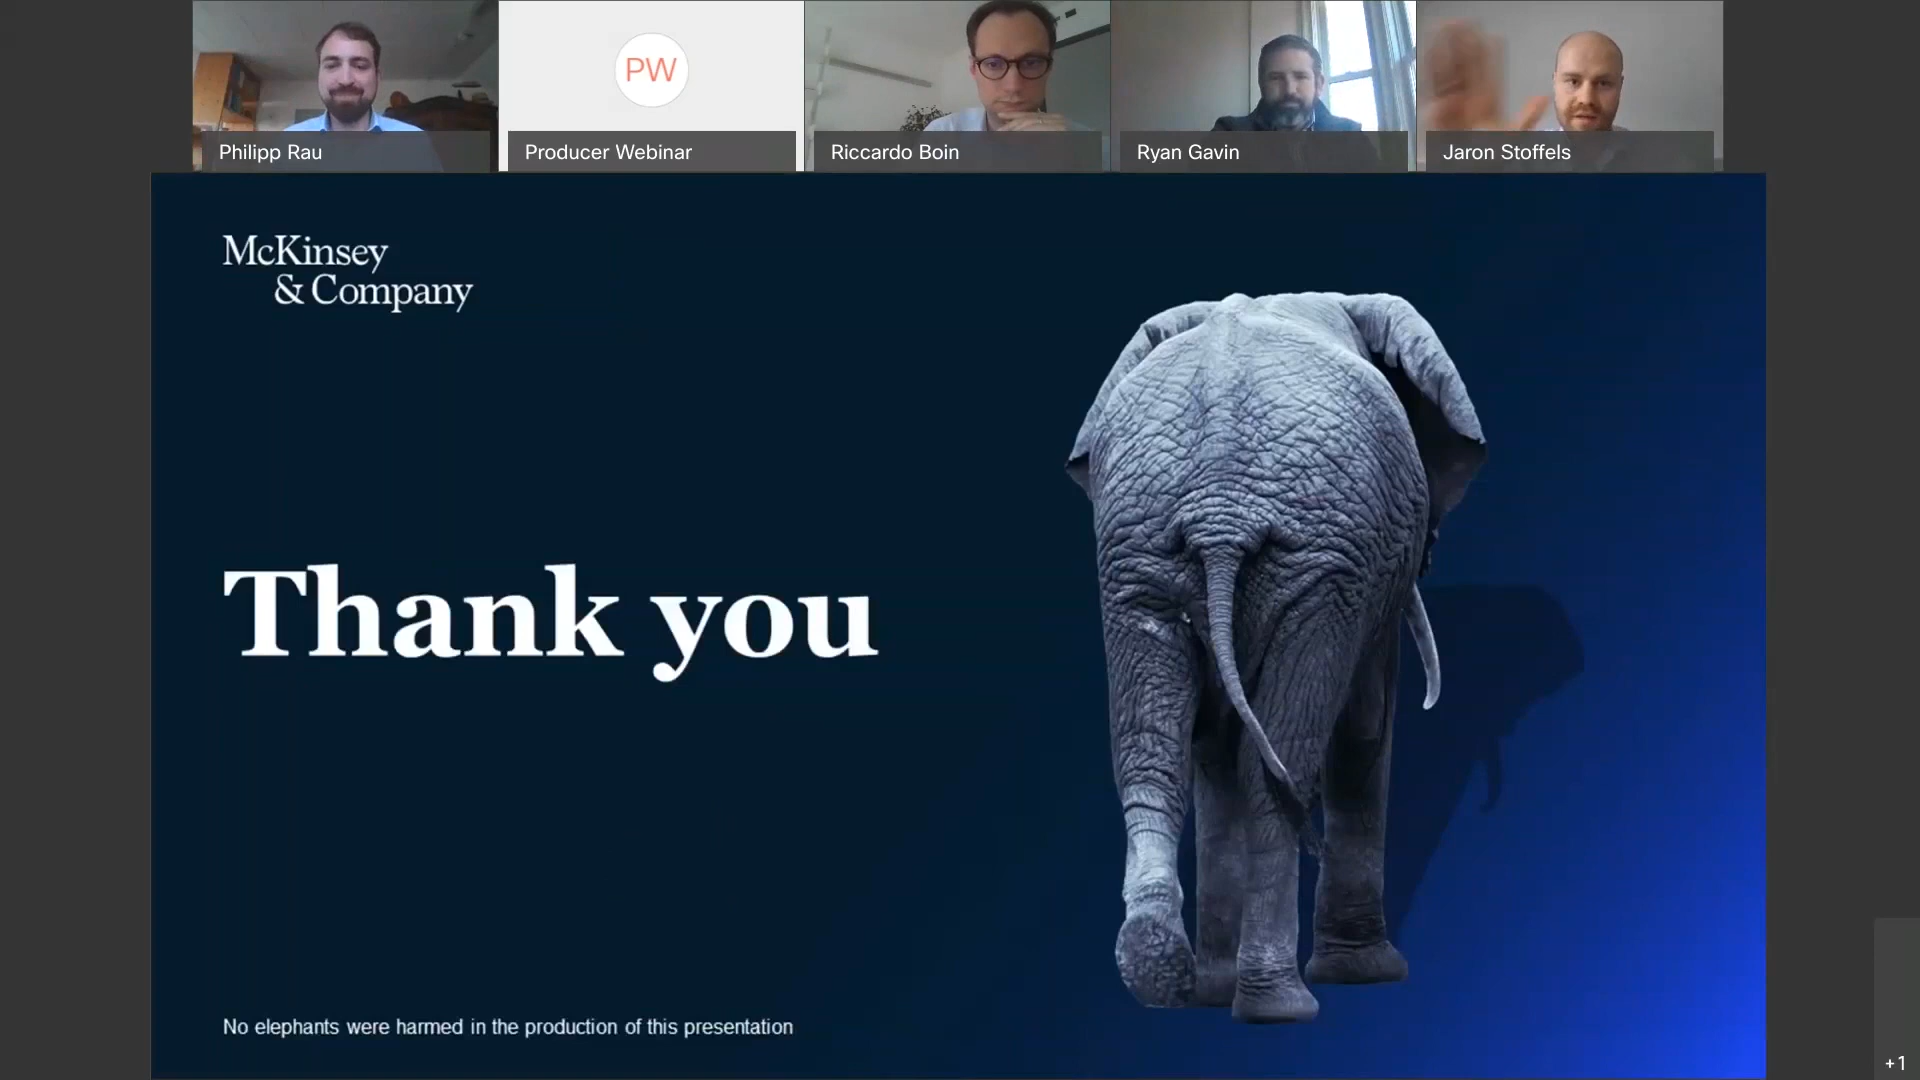 Philipp Rau
PW
Producer Webinar
Riccardo Boin
Ryan Gavin
Jaron Stoffels
McKinsey
& Company
Thank you
No elephants were harmed in the production of this presentation
+1